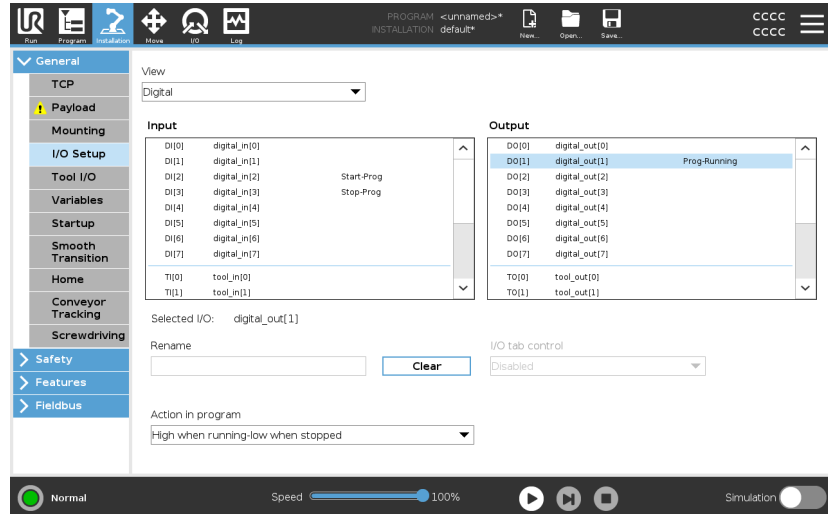 PROGRAM <unnamed>*
INSTALLATION default*
CCCC
CCCC
Run Program Installation Move I/O Log New... Open... Save...
General
TCP
Payload
Mounting
I/O Setup
Tool I/O
Variables
Startup
Smooth
Transition
Home
Conveyor
Tracking
Screwdriving
Safety
Features
Fieldbus
View
Digital
Input
DI[0] digital_in[0]
DI[1] digital_in[1]
DI[2] digital_in[2] Start-Prog
DI[3] digital_in[3] Stop-Prog
DI[4] digital_in[4]
DI[5] digital_in[5]
DI[6] digital_in[6]
DI[7] digital_in[7]
TI[0] tool_in[0]
TI[1] tool_in[1]
Output
DO[0] digital_out[0]
DO[1] digital_out[1] Prog-Running
DO[2] digital_out[2]
DO[3] digital_out[3]
DO[4] digital_out[4]
DO[5] digital_out[5]
DO[6] digital_out[6]
DO[7] digital_out[7]
TO[0] tool_out[0]
TO[1] tool_out[1]
Selected I/O: digital_out[1]
Rename
Clear
I/O tab control
Disabled
Action in program
High when running-low when stopped
Normal
Speed 100%
Simulation